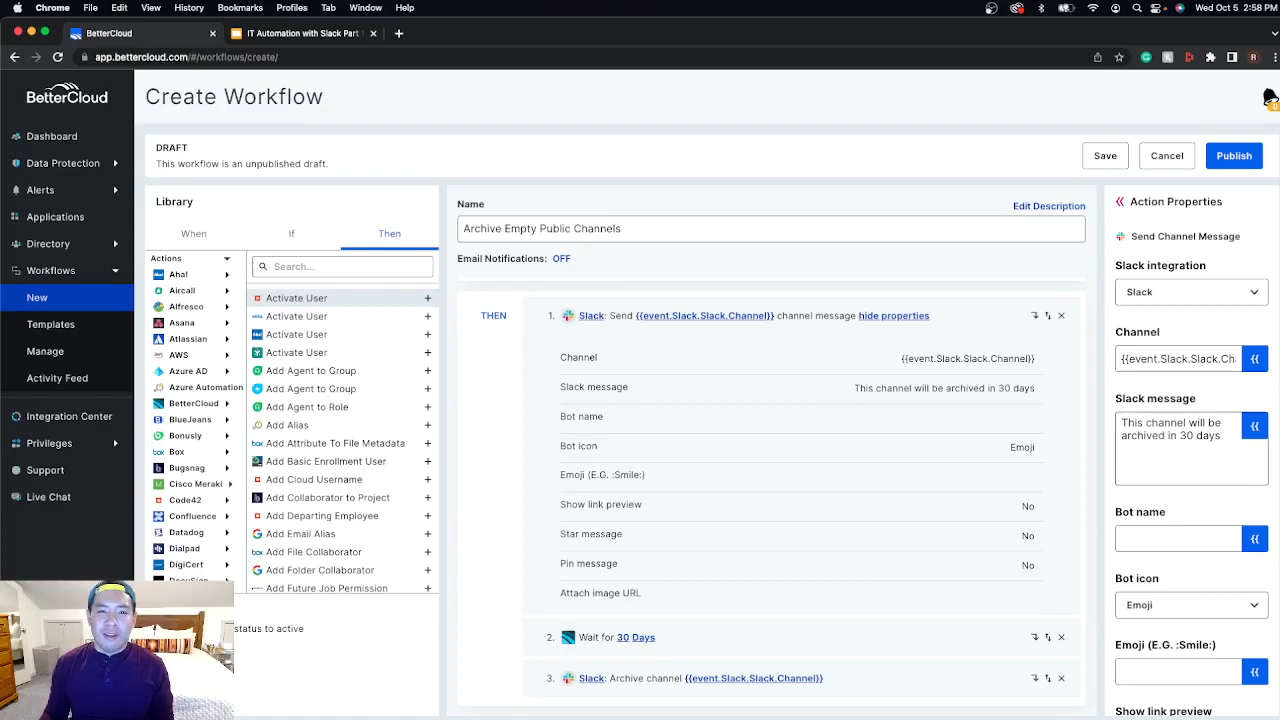 Chrome File Edit View History Bookmarks Profiles Tab Window Help
Wed Oct 5 2:58 PM
BetterCloud
IT Automation with Slack Part
app.bettercloud.com/#/workflows/create/
R
BetterCloud
Create Workflow
DRAFT
This workflow is an unpublished draft.
Save Cancel Publish
Dashboard
Data Protection
Alerts
Applications
Directory
Workflows
New
Templates
Manage
Activity Feed
Integration Center
Privileges
Support
Live Chat
Library
When If Then
Actions
Aha!
Aircall
Alfresco
Asana
Atlassian
AWS
Azure AD
Azure Automation
BetterCloud
BlueJeans
Bonusly
Box
Bugsnag
Cisco Meraki
Code42
Confluence
Datadog
Dialpad
DigiCert
Search...
Activate User
Activate User
Activate User
Activate User
Add Agent to Group
Add Agent to Group
Add Agent to Role
Add Alias
Add Attribute To File Metadata
Add Basic Enrollment User
Add Cloud Username
Add Collaborator to Project
Add Departing Employee
Add Email Alias
Add File Collaborator
Add Folder Collaborator
Add Future Job Permission
status to active
Name
Edit Description
Archive Empty Public Channels
Email Notifications: OFF
THEN
1. Slack: Send {{event.Slack.Slack.Channel}} channel message hide properties
Channel {{event.Slack.Slack.Channel}}
Slack message This channel will be archived in 30 days
Bot name
Bot icon Emoji
Emoji (E.G. :Smile:)
Show link preview No
Star message No
Pin message No
Attach image URL
2. Wait for 30 Days
3. Slack: Archive channel {{event.Slack.Slack.Channel}}
Action Properties
Send Channel Message
Slack integration
Slack
Channel
{{event.Slack.Slack.Ch
{{
Slack message
This channel will be
archived in 30 days
{{
Bot name
{{
Bot icon
Emoji
Emoji (E.G. :Smile:)
{{
Show link preview